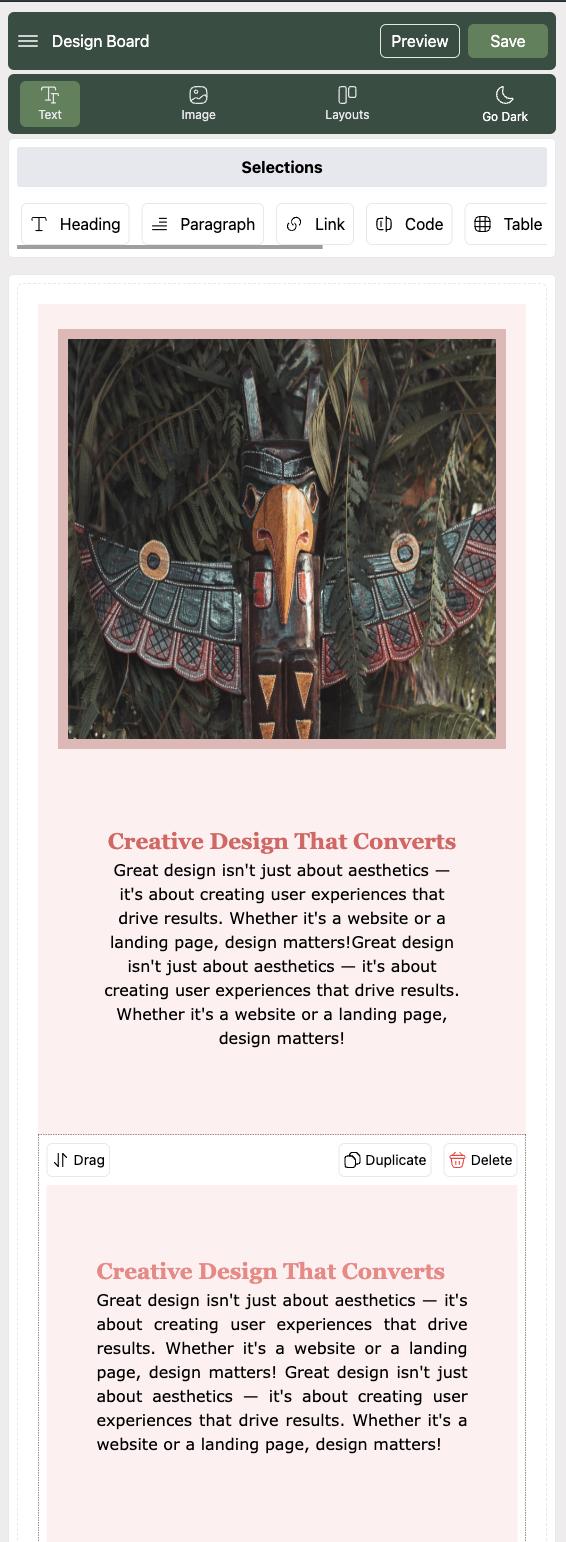 Design Board
Preview
Save
Text
Image
Layouts
Go Dark
Selections
Heading
Paragraph
Link
Code
Table
Creative Design That Converts
Great design isn't just about aesthetics —
it's about creating user experiences that
drive results. Whether it's a website or a
landing page, design matters!Great design
isn't just about aesthetics — it's about
creating user experiences that drive results.
Whether it's a website or a landing page,
design matters!
Drag
Duplicate
Delete
Creative Design That Converts
Great design isn't just about aesthetics — it's
about creating user experiences that drive
results. Whether it's a website or a landing
page, design matters! Great design isn't just
about aesthetics — it's about creating user
experiences that drive results. Whether it's a
website or a landing page, design matters!